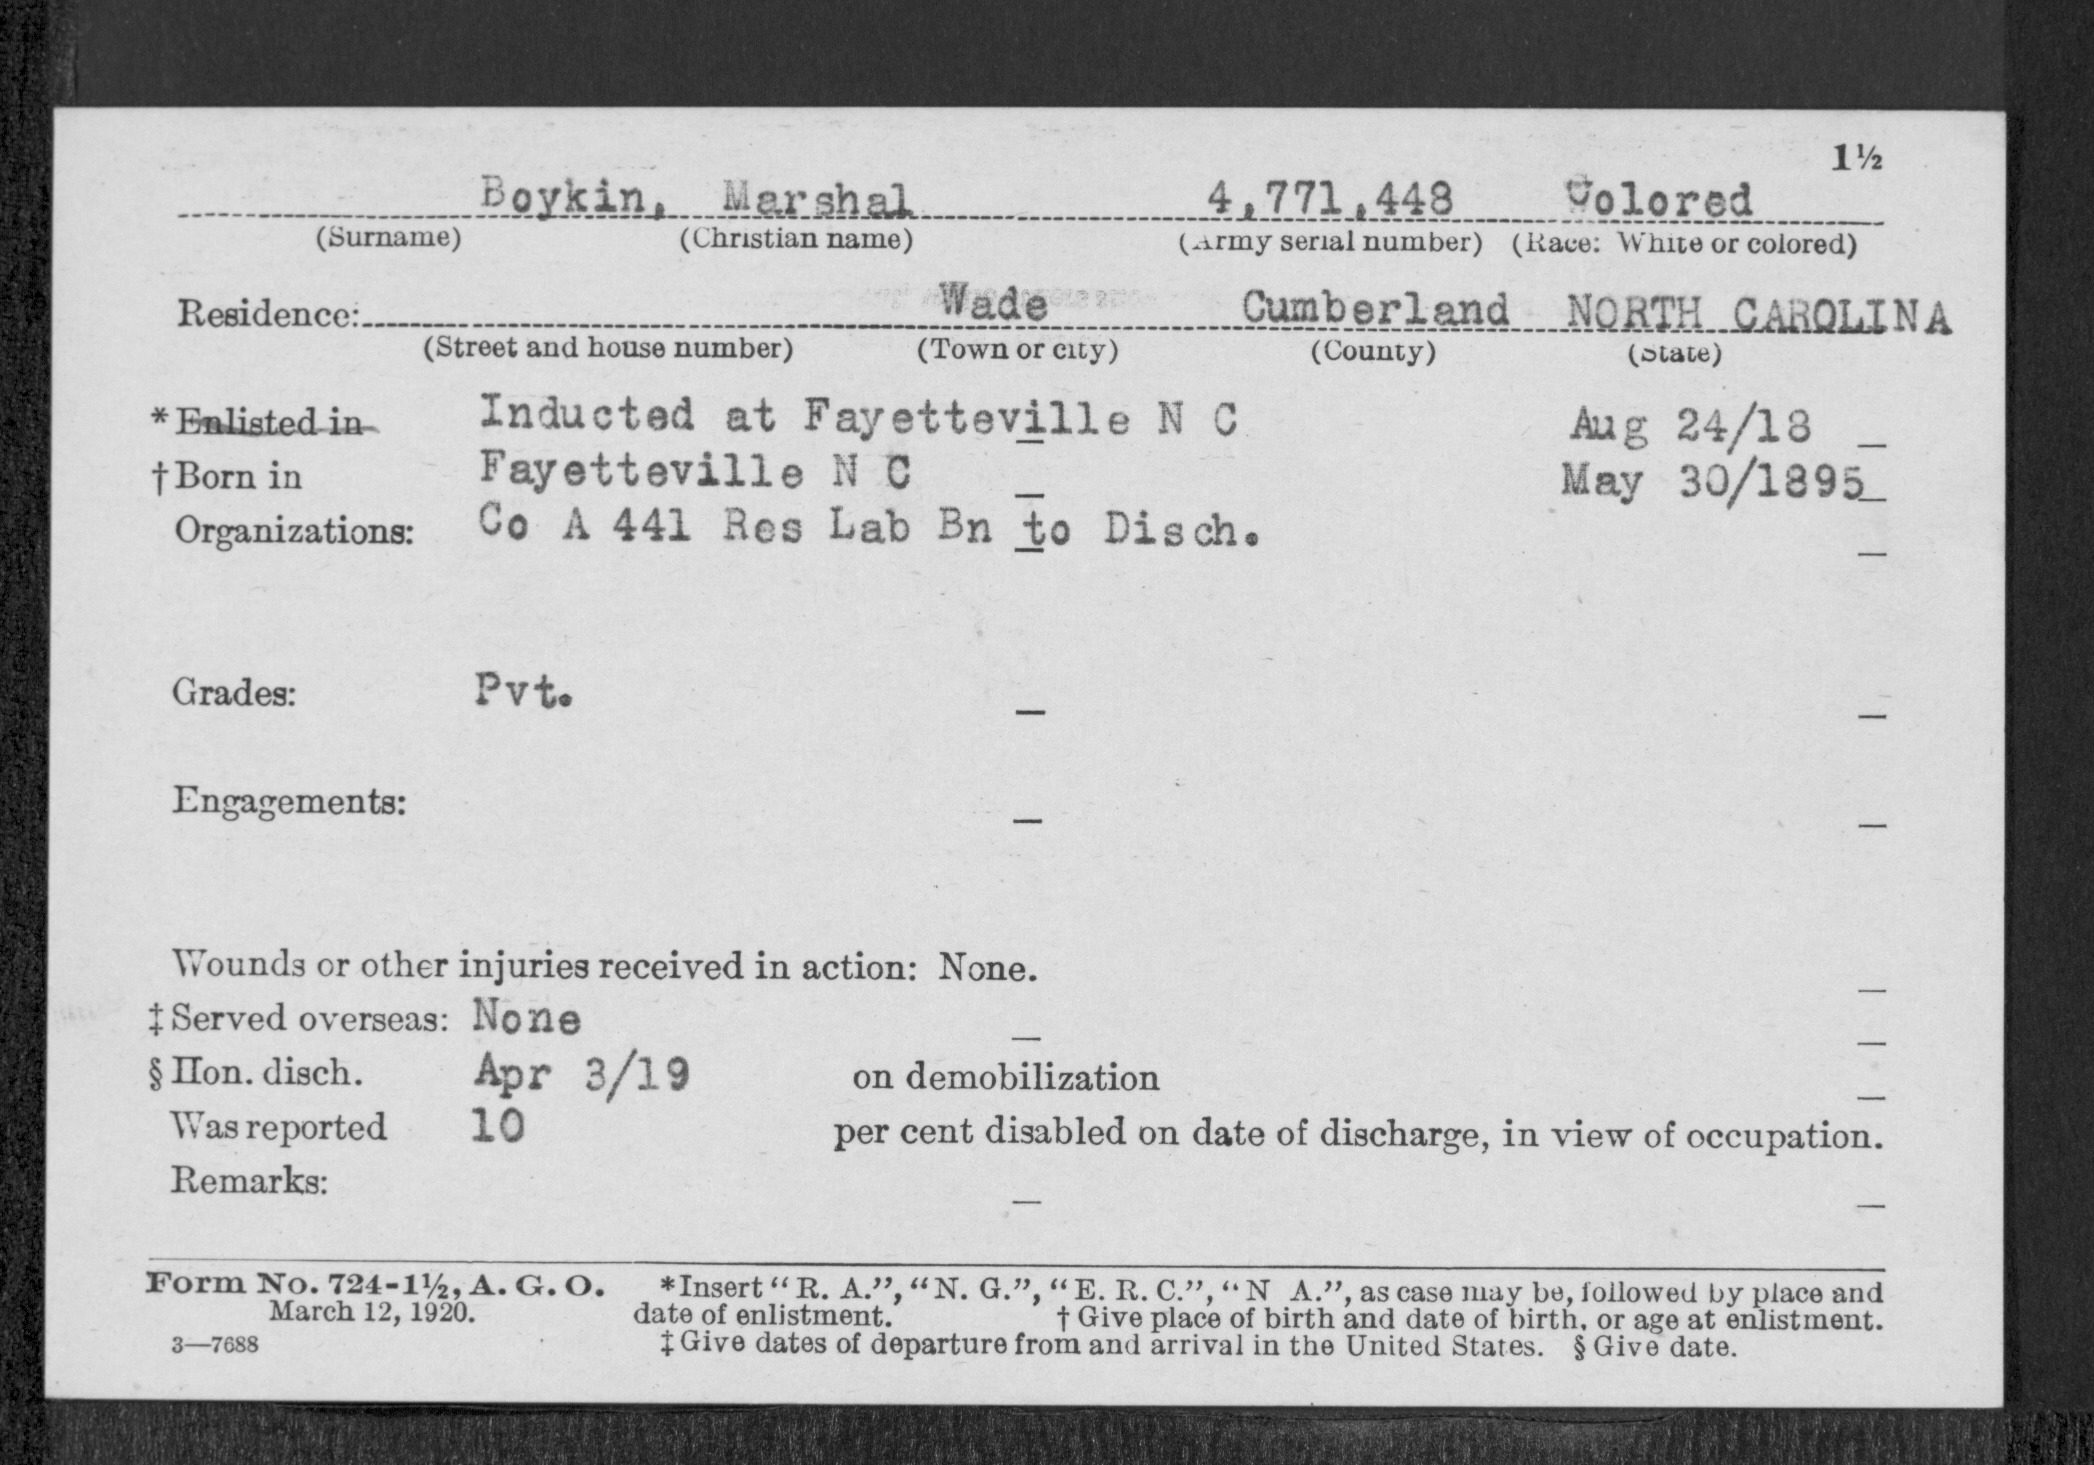 1½
Boykin, Marshal 4,771,448 Colored
(Surname) (Christian name) (Army serial number) (Race: White or colored)
Residence: Wade Cumberland NORTH CAROLINA
(Street and house number) (Town or city) (County) (State)
* Enlisted in Inducted at Fayetteville N C Aug 24/18
† Born in Fayetteville N C May 30/1895
Organizations: Co A 441 Res Lab Bn to Disch.
Grades: Pvt.
Engagements:
Wounds or other injuries received in action: None.
‡ Served overseas: None
§ Hon. disch. Apr 3/19 on demobilization
Was reported 10 per cent disabled on date of discharge, in view of occupation.
Remarks:
Form No. 724-1½, A. G. O. *Insert “R. A.”, “N. G.”, “E. R. C.”, “N A.”, as case may be, followed by place and
March 12, 1920. date of enlistment. † Give place of birth and date of birth, or age at enlistment.
3—7688 ‡ Give dates of departure from and arrival in the United States. § Give date.